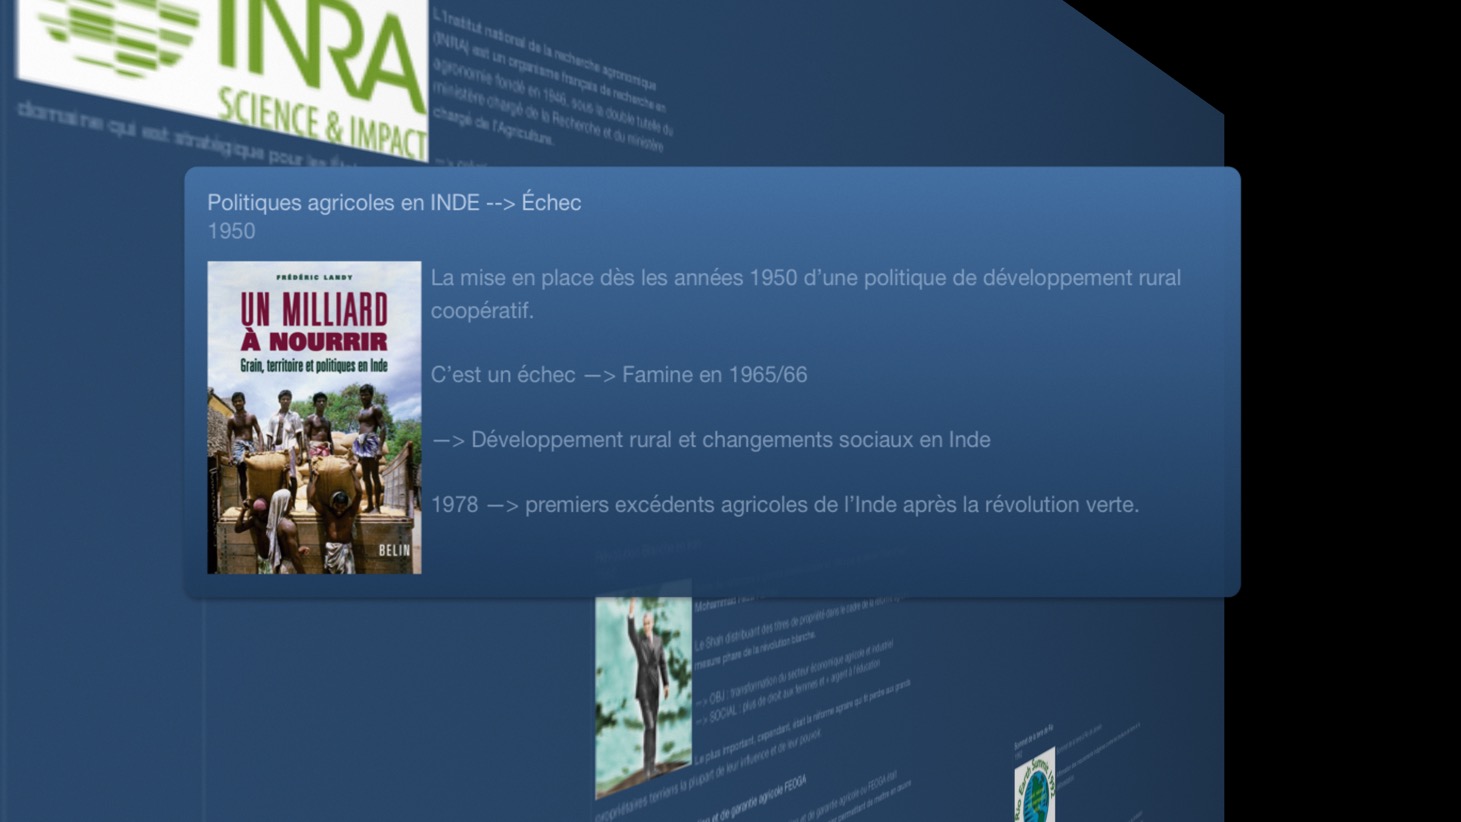 INRA
SCIENCE & IMPACT
L'Institut national de la recherche agronomique
(INRA) est un organisme français de recherche en
agronomie fondé en 1946, sous la double tutelle du
ministère chargé de la Recherche et du ministère
chargé de l'Agriculture.
domaine qui est stratégique pour les
Politiques agricoles en INDE --> Échec
1950
FRÉDÉRIC LANDY
UN MILLIARD
À NOURRIR
Grain, territoire et politiques en Inde
BELIN
La mise en place dès les années 1950 d’une politique de développement rural
coopératif.
C’est un échec —> Famine en 1965/66
—> Développement rural et changements sociaux en Inde
1978 —> premiers excédents agricoles de l’Inde après la révolution verte.
Mohammad
Le Shah distribuant des titres de propriété dans le cadre de la
mesure phare de la révolution blanche.
—> OBJ : transformation du secteur économique agricole et industriel
—> SOCIAL : plus de droit aux femmes et + argent à l'éducation
Le plus important, cependant, était la réforme agraire qui fit perdre aux grands
propriétaires terriens la plupart de leur influence et de leur pouvoir.
et de garantie agricole FEOGA
et de garantie agricole ou FEOGA était
Rio Earth Summit 1992